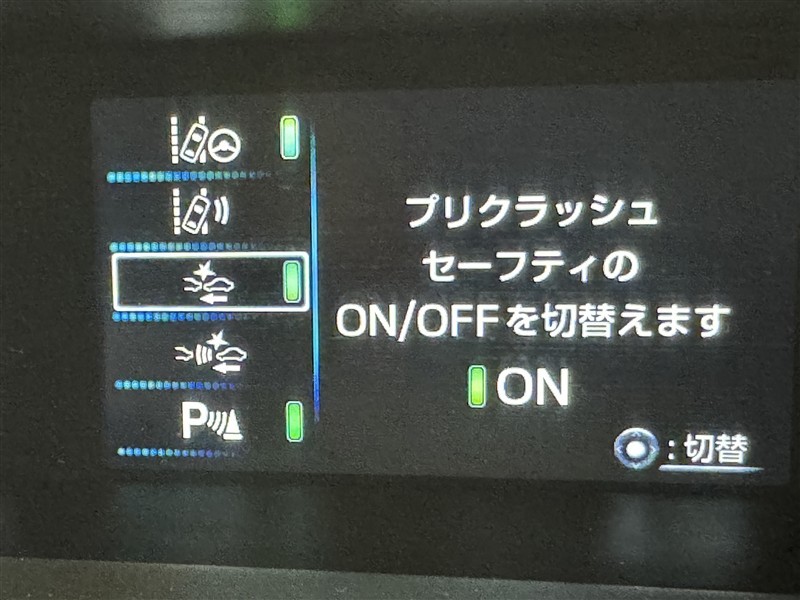 プリクラッシュ
セーフティの
ON/OFFを切替えます
ON
P
:切替